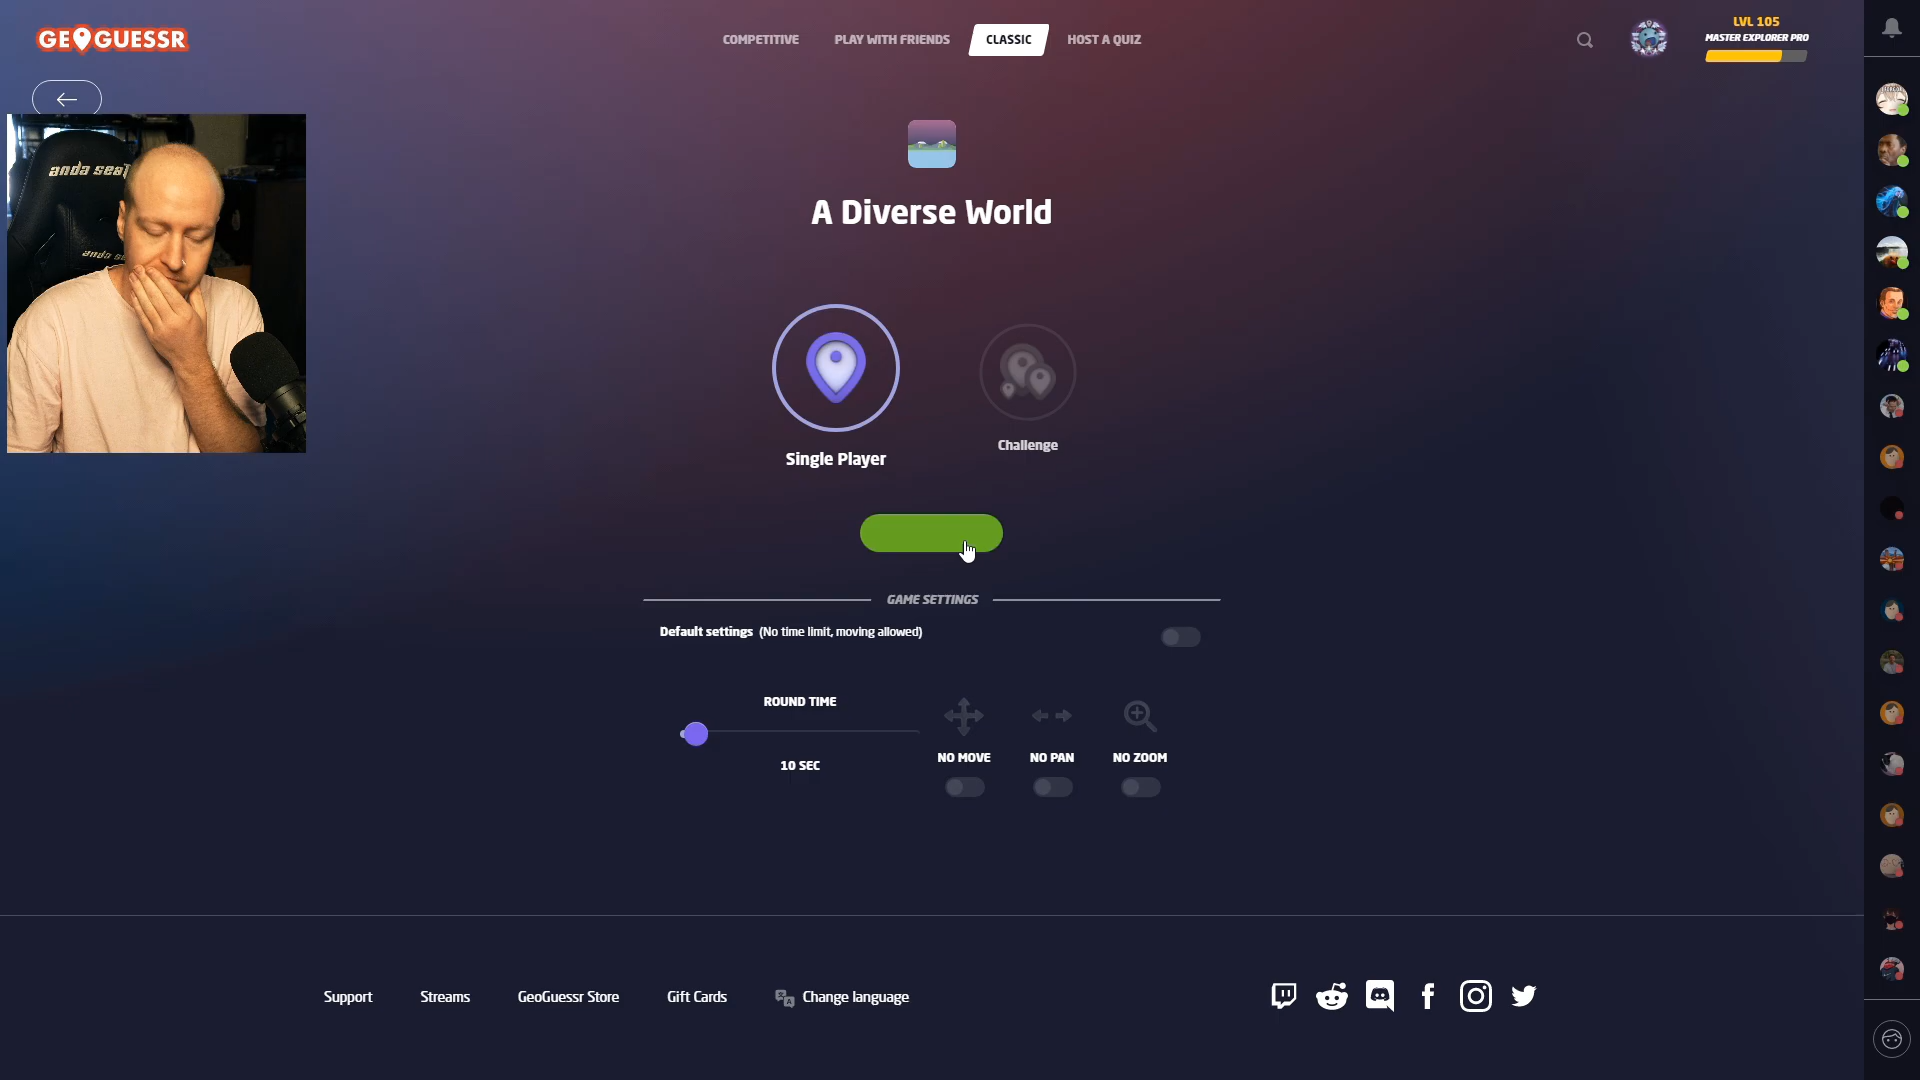 GEOGUESSR
COMPETITIVE
PLAY WITH FRIENDS
CLASSIC
HOST A QUIZ
LVL 105
MASTER EXPLORER PRO
anda seat
A Diverse World
Single Player
Challenge
GAME SETTINGS
Default settings (No time limit, moving allowed)
ROUND TIME
10 SEC
NO MOVE
NO PAN
NO ZOOM
Support
Streams
GeoGuessr Store
Gift Cards
Change language